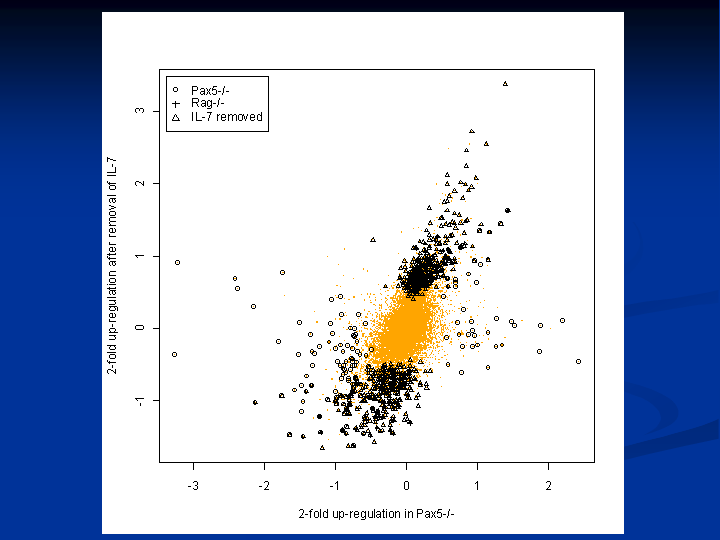 Pax5-/-
Rag-/-
IL-7 removed
2-fold up-regulation after removal of IL-7
3
2
1
0
-1
-3 -2 -1 0 1 2
2-fold up-regulation in Pax5-/-